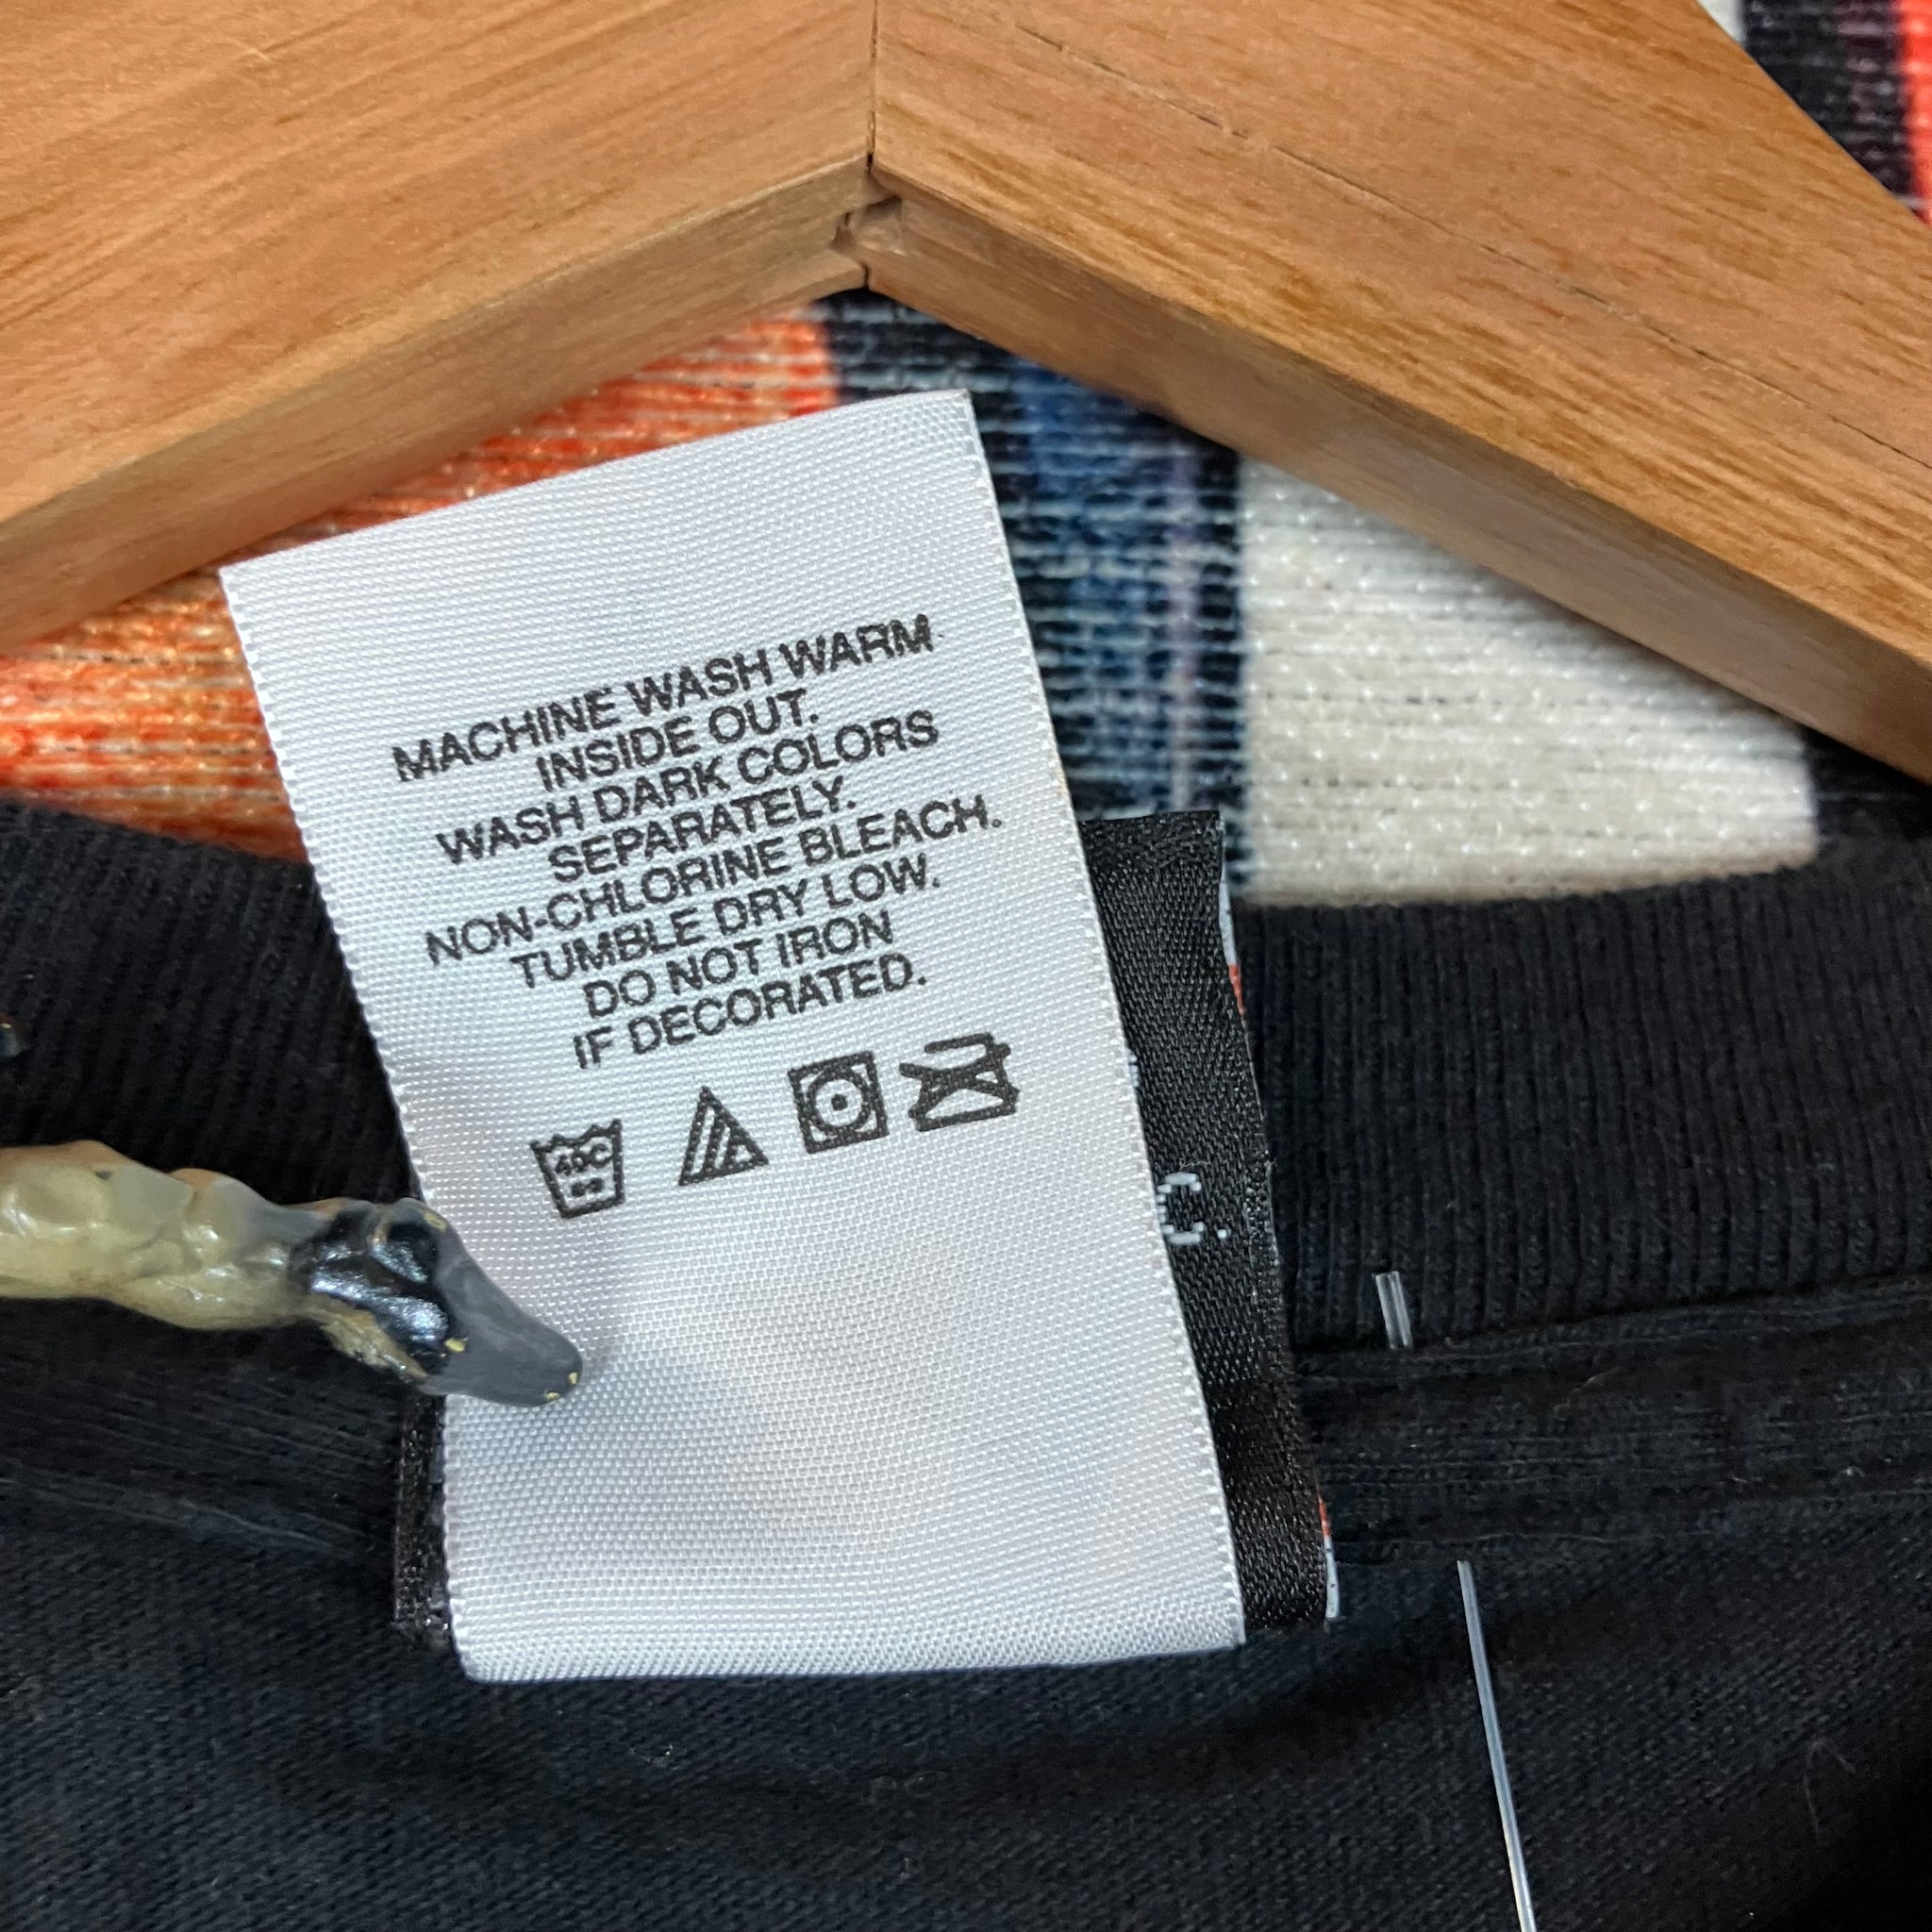 MACHINE WASH WARM
INSIDE OUT.
WASH DARK COLORS
SEPARATELY.
NON-CHLORINE BLEACH.
TUMBLE DRY LOW.
DO NOT IRON
IF DECORATED.
40C
C.